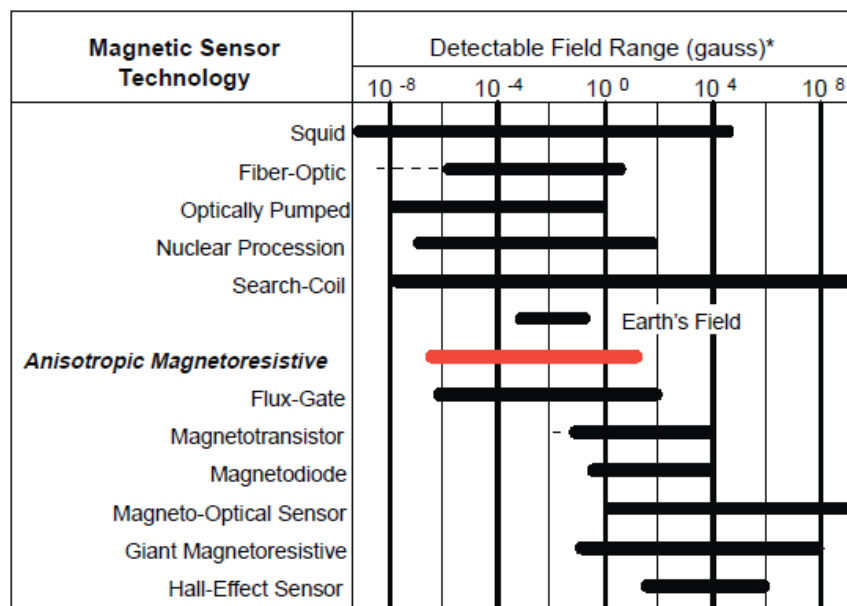 Magnetic Sensor
Technology
Detectable Field Range (gauss)*
10 -8 10 -4 10 0 10 4 10 8
Squid
Fiber-Optic
Optically Pumped
Nuclear Procession
Search-Coil
Earth's Field
Anisotropic Magnetoresistive
Flux-Gate
Magnetotransistor
Magnetodiode
Magneto-Optical Sensor
Giant Magnetoresistive
Hall-Effect Sensor